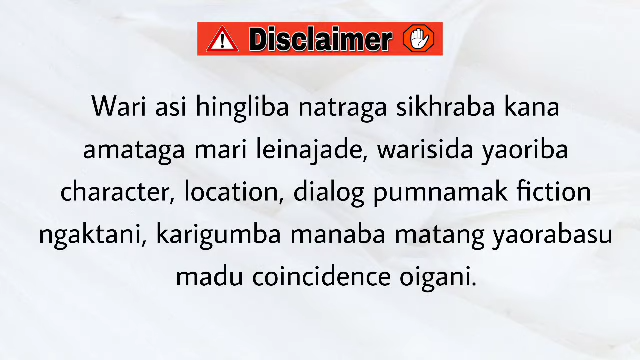 Disclaimer
Wari asi hingliba natraga sikhraba kana
amataga mari leinajade, warisida yaoriba
character, location, dialog pumnamak fiction
ngaktani, karigumba manaba matang yaorabasu
madu coincidence oigani.